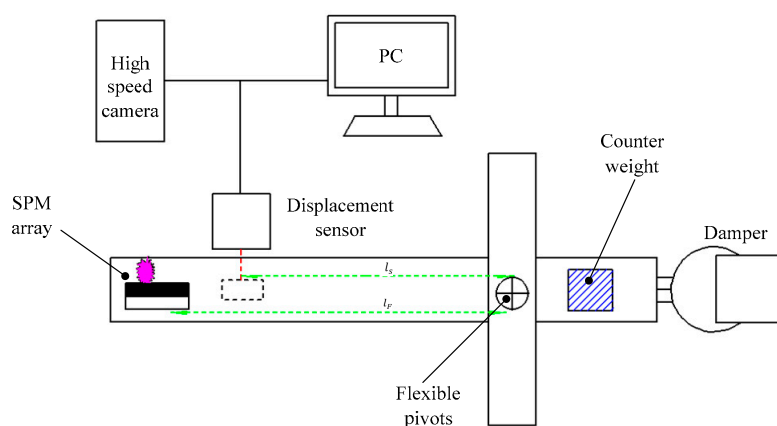 High
speed
camera
PC
Counter
weight
SPM
array
Displacement
sensor
Damper
l_S
l_F
Flexible
pivots